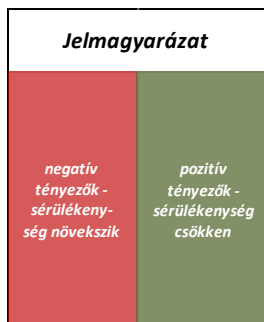 Jelmagyarázat
negatív
tényezők -
sérülékeny-
ség növekszik
pozitív
tényezők -
sérülékenység
csökken